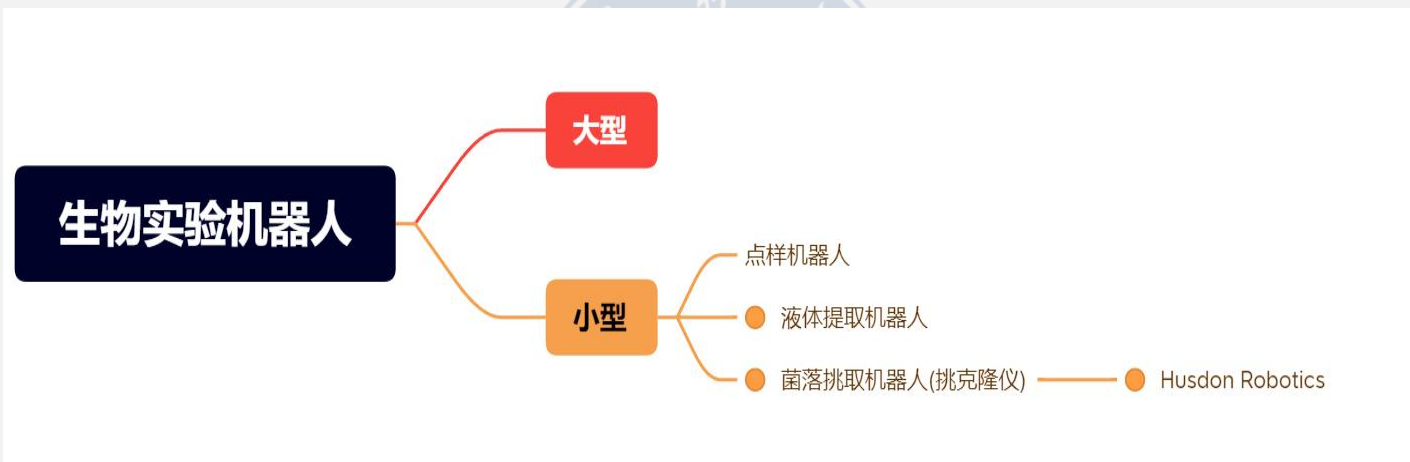 生物实验机器人
大型
小型
点样机器人
液体提取机器人
菌落挑取机器人(挑克隆仪)
Husdon Robotics